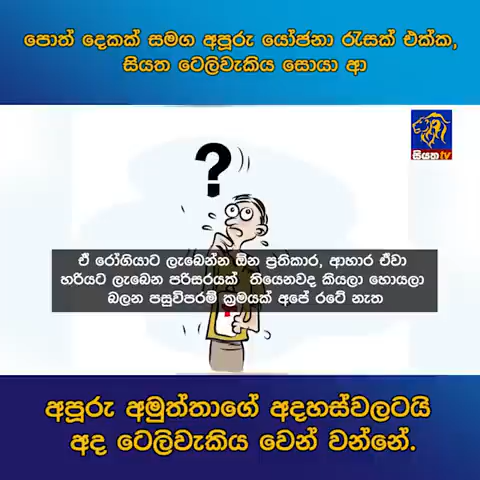 පොත් දෙකක් සමග අපූරු යෝජනා රැසක් එක්ක,
සියත ටෙලිවැකිය සොයා ආ
සියත tv
?
ඒ රෝගියාට ලැබෙන්න ඕන ප්‍රතිකාර, ආහාර ඒවා
හරියට ලැබෙන පරිසරයක් තියෙනවද කියලා හොයලා
බලන පසුවිපරම් ක්‍රමයක් අපේ රටේ නැත
?
අපූරු අමුත්තාගේ අදහස්වලටයි
අද ටෙලිවැකිය වෙන් වන්නේ.